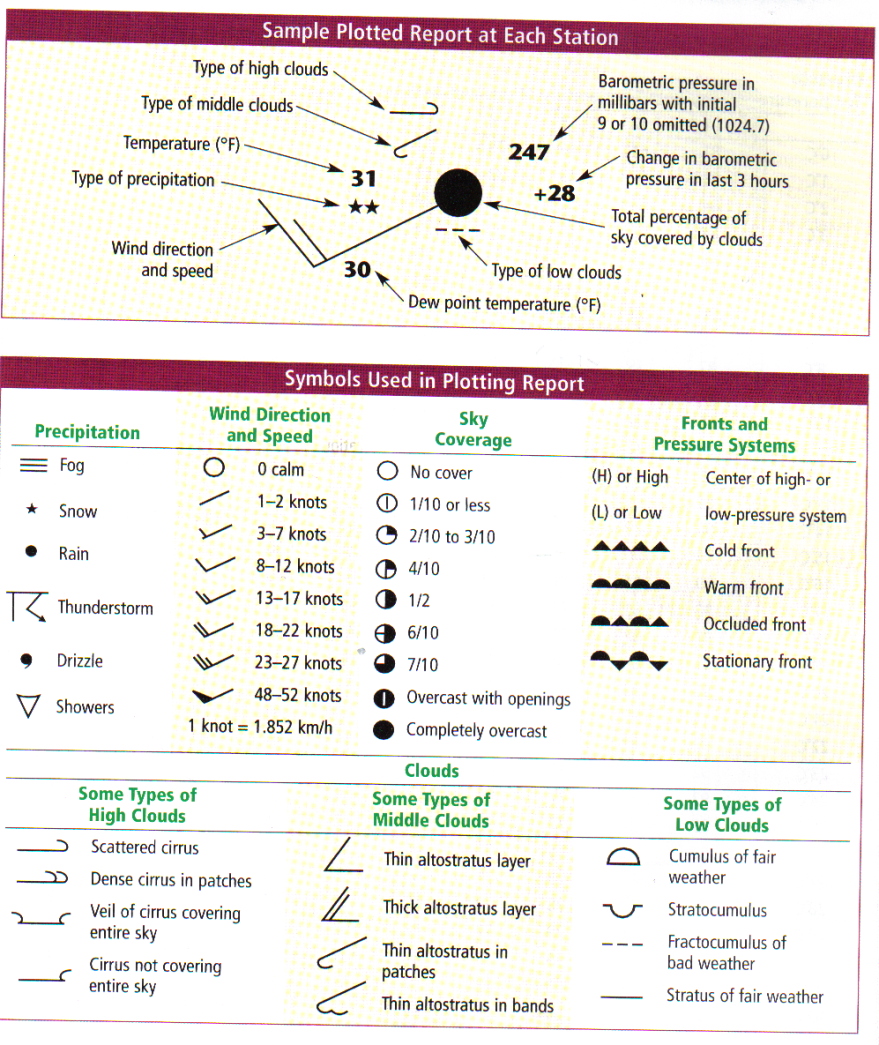 Sample Plotted Report at Each Station
Type of high clouds
Type of middle clouds
Temperature (°F)
Type of precipitation
Wind direction
and speed
31
★★
30
247
+28
Barometric pressure in
millibars with initial
9 or 10 omitted (1024.7)
Change in barometric
pressure in last 3 hours
Total percentage of
sky covered by clouds
Type of low clouds
Dew point temperature (°F)
Symbols Used in Plotting Report
Precipitation
Fog
Snow
Rain
Thunderstorm
Drizzle
Showers
Wind Direction
and Speed
0 calm
1–2 knots
3–7 knots
8–12 knots
13–17 knots
18–22 knots
23–27 knots
48–52 knots
1 knot = 1.852 km/h
Sky
Coverage
No cover
1/10 or less
2/10 to 3/10
4/10
1/2
6/10
7/10
Overcast with openings
Completely overcast
Fronts and
Pressure Systems
(H) or High Center of high- or
(L) or Low low-pressure system
Cold front
Warm front
Occluded front
Stationary front
Clouds
Some Types of
High Clouds
Scattered cirrus
Dense cirrus in patches
Veil of cirrus covering
entire sky
Cirrus not covering
entire sky
Some Types of
Middle Clouds
Thin altostratus layer
Thick altostratus layer
Thin altostratus in
patches
Thin altostratus in bands
Some Types of
Low Clouds
Cumulus of fair
weather
Stratocumulus
Fractocumulus of
bad weather
Stratus of fair weather